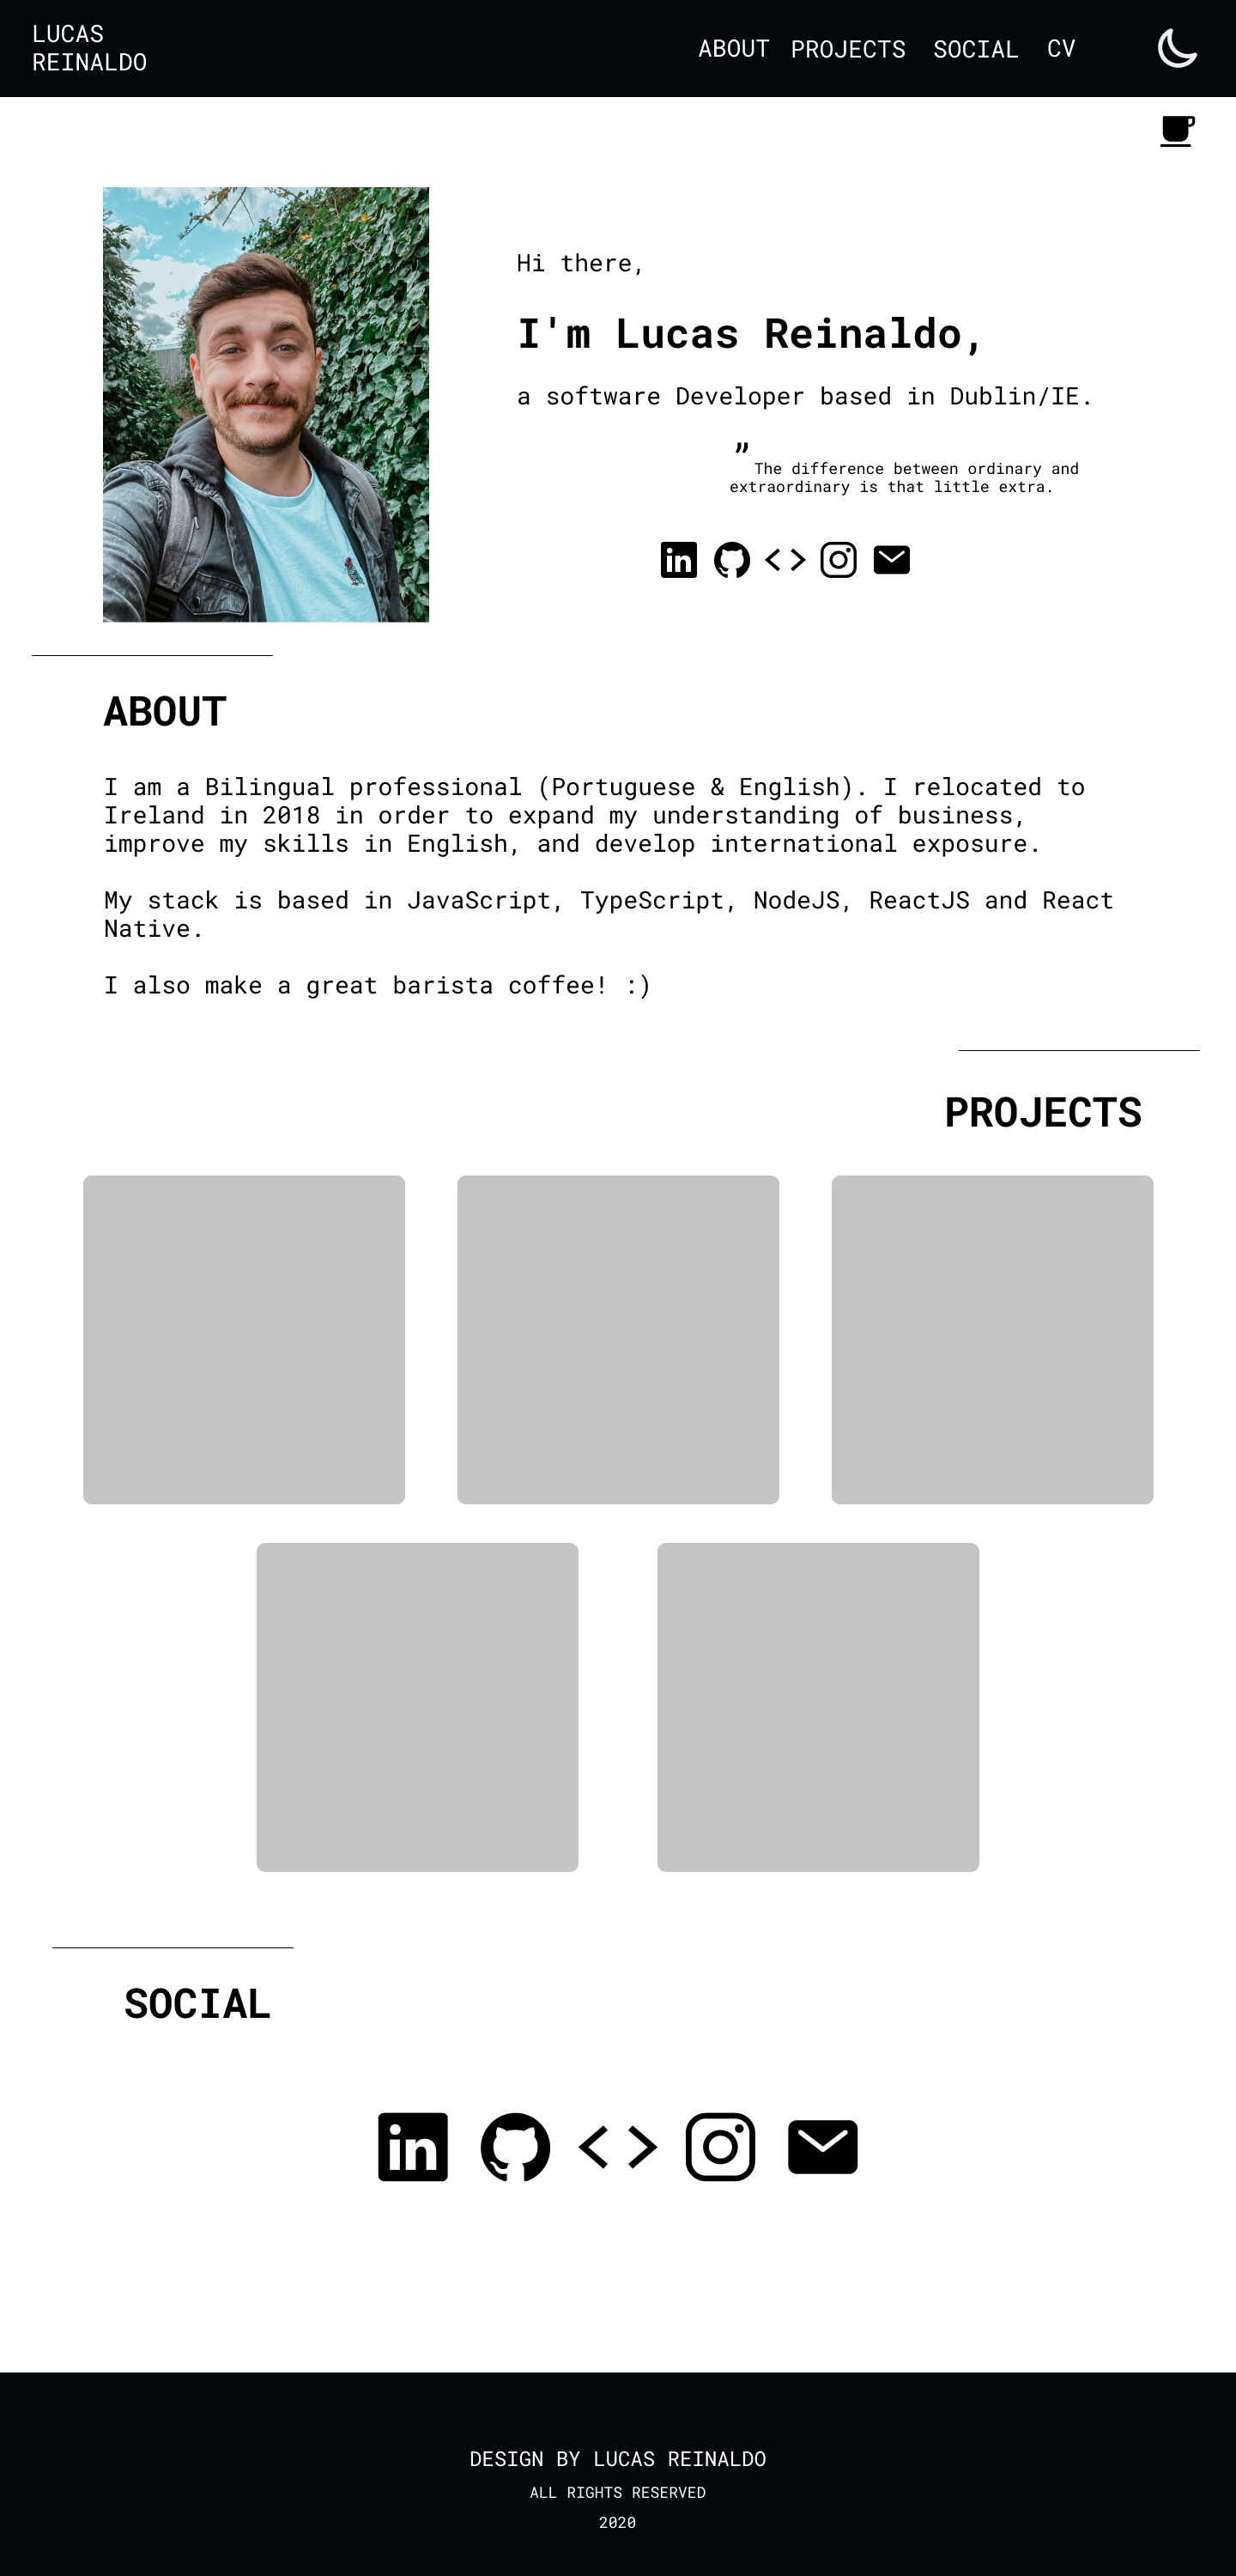 LUCAS
REINALDO
ABOUT PROJECTS SOCIAL CV
Hi there,
I'm Lucas Reinaldo,
a software Developer based in Dublin/IE.
" The difference between ordinary and
extraordinary is that little extra.
in
ABOUT
I am a Bilingual professional (Portuguese & English). I relocated to
Ireland in 2018 in order to expand my understanding of business,
improve my skills in English, and develop international exposure.
My stack is based in JavaScript, TypeScript, NodeJS, ReactJS and React
Native.
I also make a great barista coffee! :)
PROJECTS
SOCIAL
in
DESIGN BY LUCAS REINALDO
ALL RIGHTS RESERVED
2020